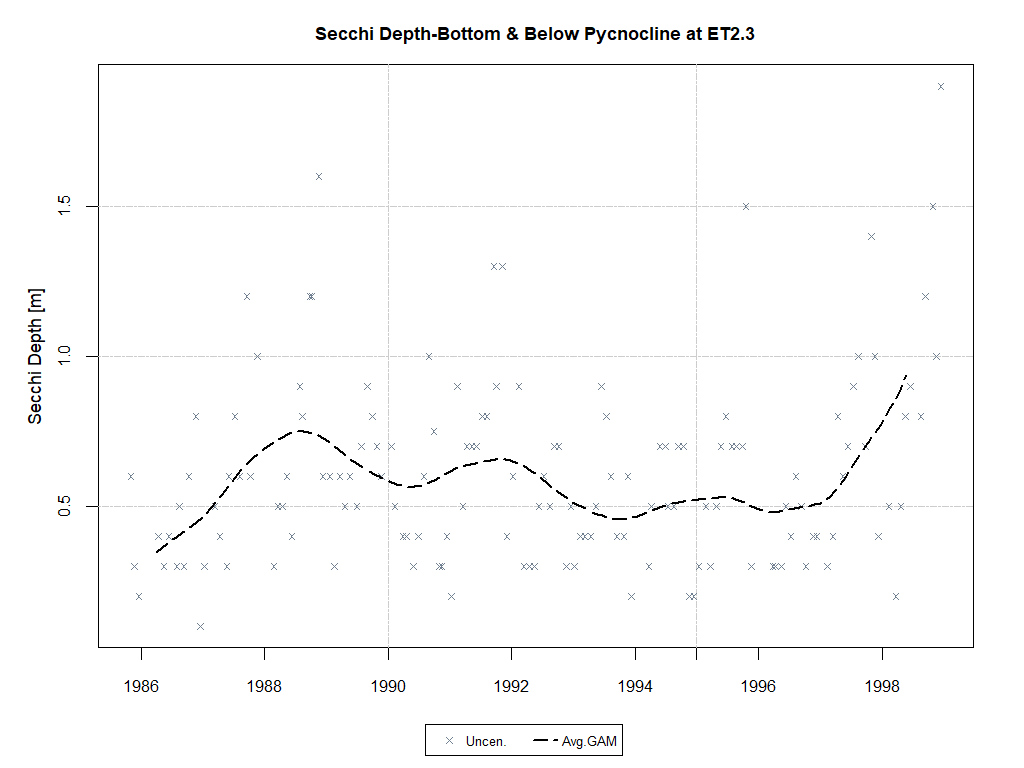 Secchi Depth-Bottom & Below Pycnocline at ET2.3
Secchi Depth [m]
1.5
1.0
0.5
1986 1988 1990 1992 1994 1996 1998
Uncen. Avg.GAM